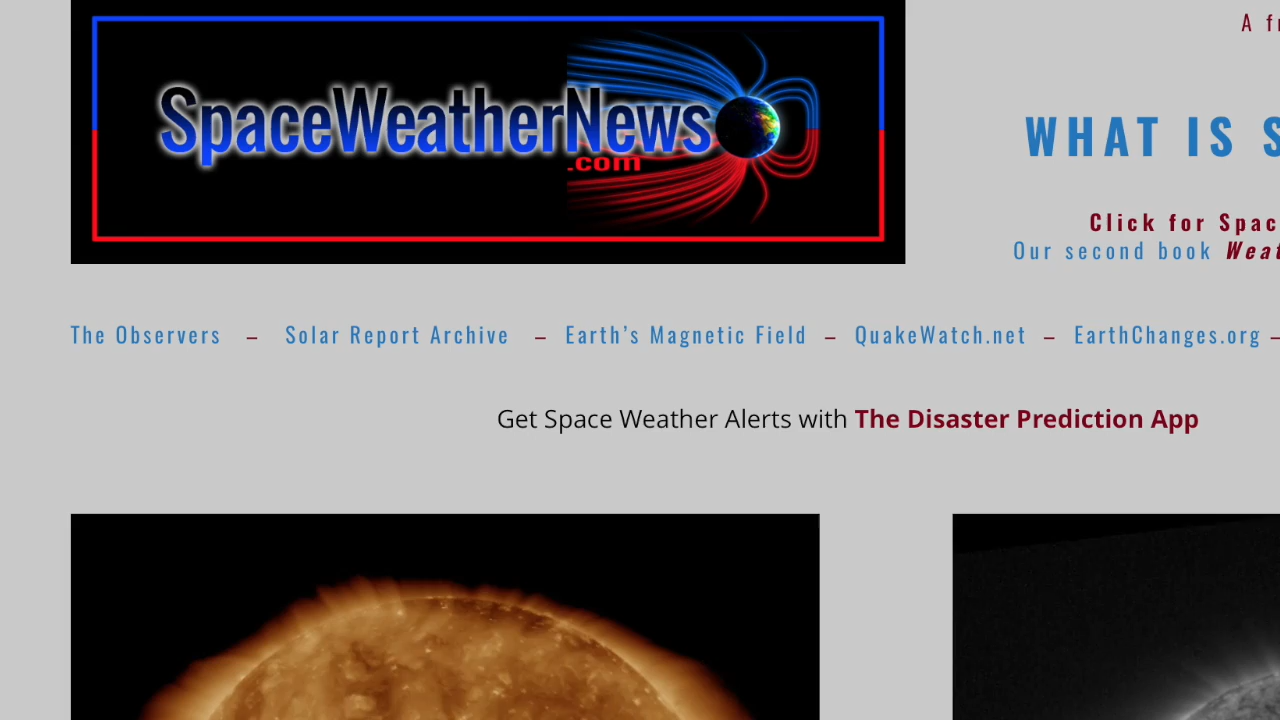 A
SpaceWeatherNews
.com
WHAT IS
Click for
Our second book
The Observers – Solar Report Archive – Earth’s Magnetic Field – QuakeWatch.net – EarthChanges.org –
Get Space Weather Alerts with The Disaster Prediction App